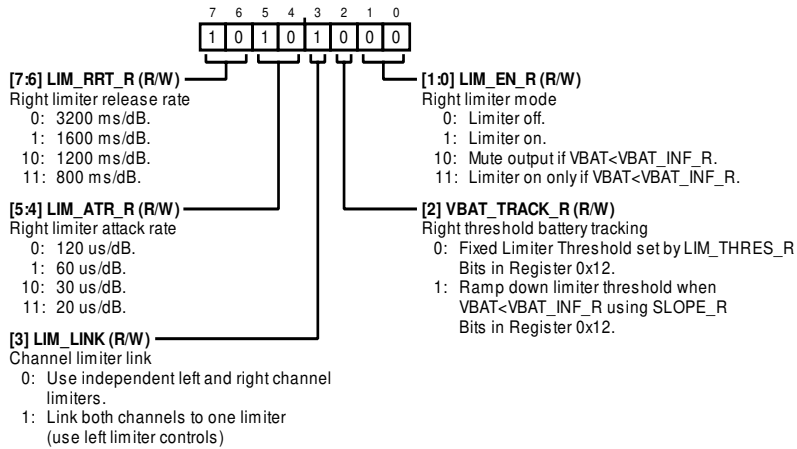 7 6 5 4 3 2 1 0
1 0 1 0 1 0 0 0
[7:6] LIM_RRT_R (R/W)
Right limiter release rate
0: 3200 ms/dB.
1: 1600 ms/dB.
10: 1200 ms/dB.
11: 800 ms/dB.
[5:4] LIM_ATR_R (R/W)
Right limiter attack rate
0: 120 us/dB.
1: 60 us/dB.
10: 30 us/dB.
11: 20 us/dB.
[3] LIM_LINK (R/W)
Channel limiter link
0: Use independent left and right channel
limiters.
1: Link both channels to one limiter
(use left limiter controls)
[1:0] LIM_EN_R (R/W)
Right limiter mode
0: Limiter off.
1: Limiter on.
10: Mute output if VBAT<VBAT_INF_R.
11: Limiter on only if VBAT<VBAT_INF_R.
[2] VBAT_TRACK_R (R/W)
Right threshold battery tracking
0: Fixed Limiter Threshold set by LIM_THRES_R
Bits in Register 0x12.
1: Ramp down limiter threshold when
VBAT<VBAT_INF_R using SLOPE_R
Bits in Register 0x12.